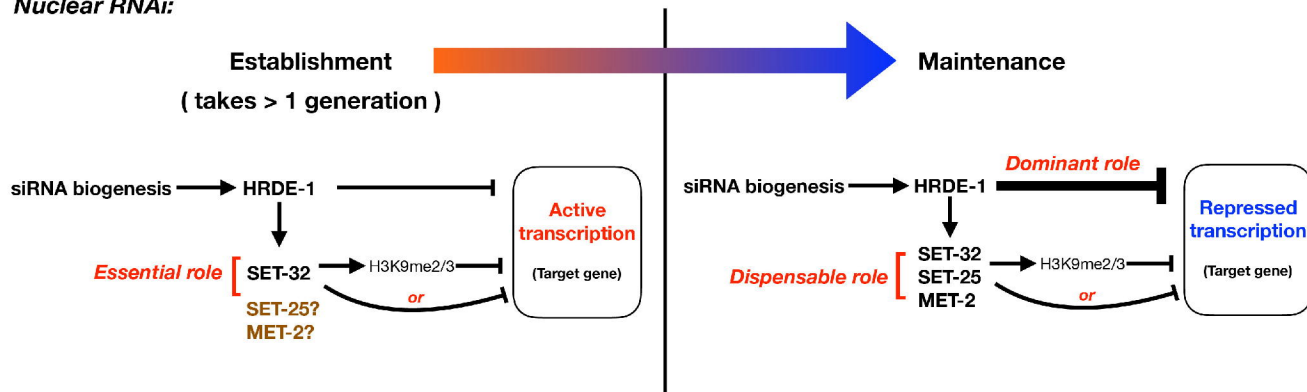 Nuclear RNAi:
Establishment
( takes > 1 generation )
Maintenance
siRNA biogenesis
HRDE-1
Essential role
SET-32
H3K9me2/3
SET-25?
MET-2?
or
Active
transcription
(Target gene)
siRNA biogenesis
HRDE-1
Dominant role
Dispensable role
SET-32
SET-25
MET-2
H3K9me2/3
or
Repressed
transcription
(Target gene)